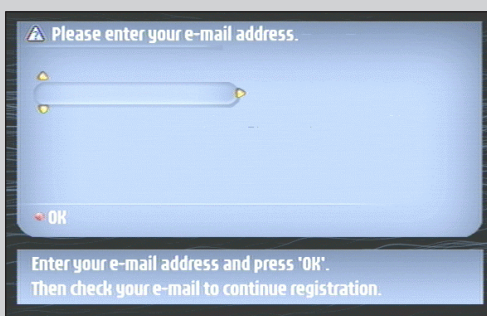 Please enter your e-mail address.
OK
Enter your e-mail address and press 'OK'.
Then check your e-mail to continue registration.